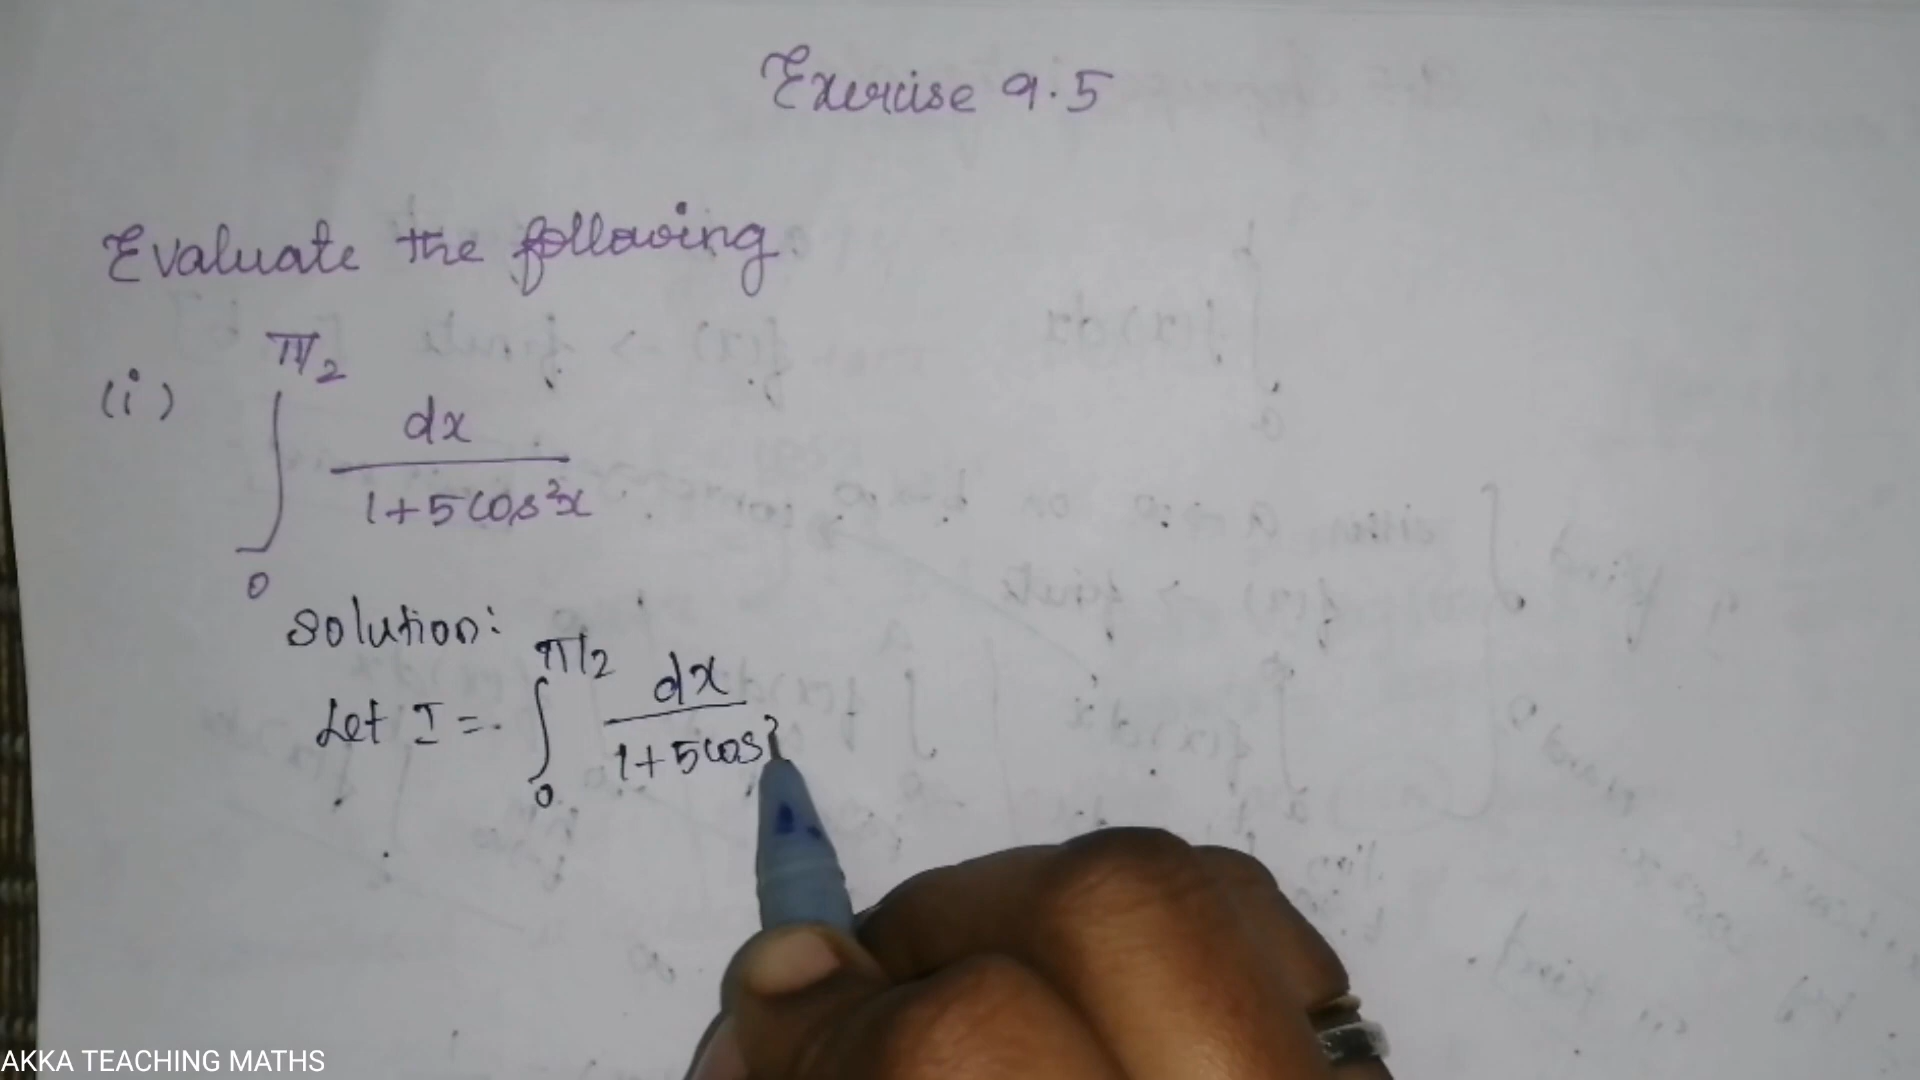 Exercise 9.5
Evaluate the following.
(i) ∫₀^π/2 dx / 1+5cos²x
Solution:
Let I = ∫₀^π/2 dx / 1+5cos²
AKKA TEACHING MATHS